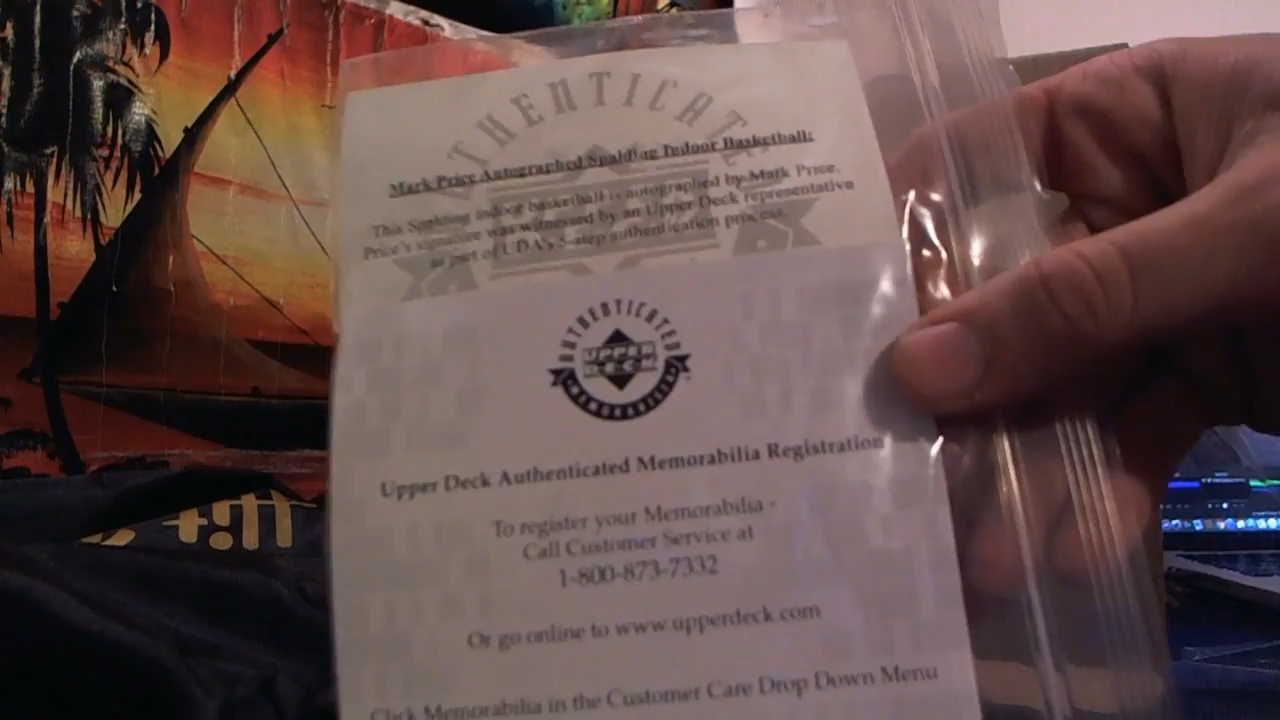 AUTHENTICATE
Mark Price Autographed Spalding Indoor Basketball:
This Spalding indoor basketball is autographed by Mark Price.
Price's signature was witnessed by an Upper Deck representative
as part of UDA's 5-step authentication process.
AUTHENTICATED
UPPER
DECK
MEMORABILIA
Upper Deck Authenticated Memorabilia Registration
To register your Memorabilia -
Call Customer Service at
1-800-873-7332
Or go online to www.upperdeck.com
Click Memorabilia in the Customer Care Drop Down Menu